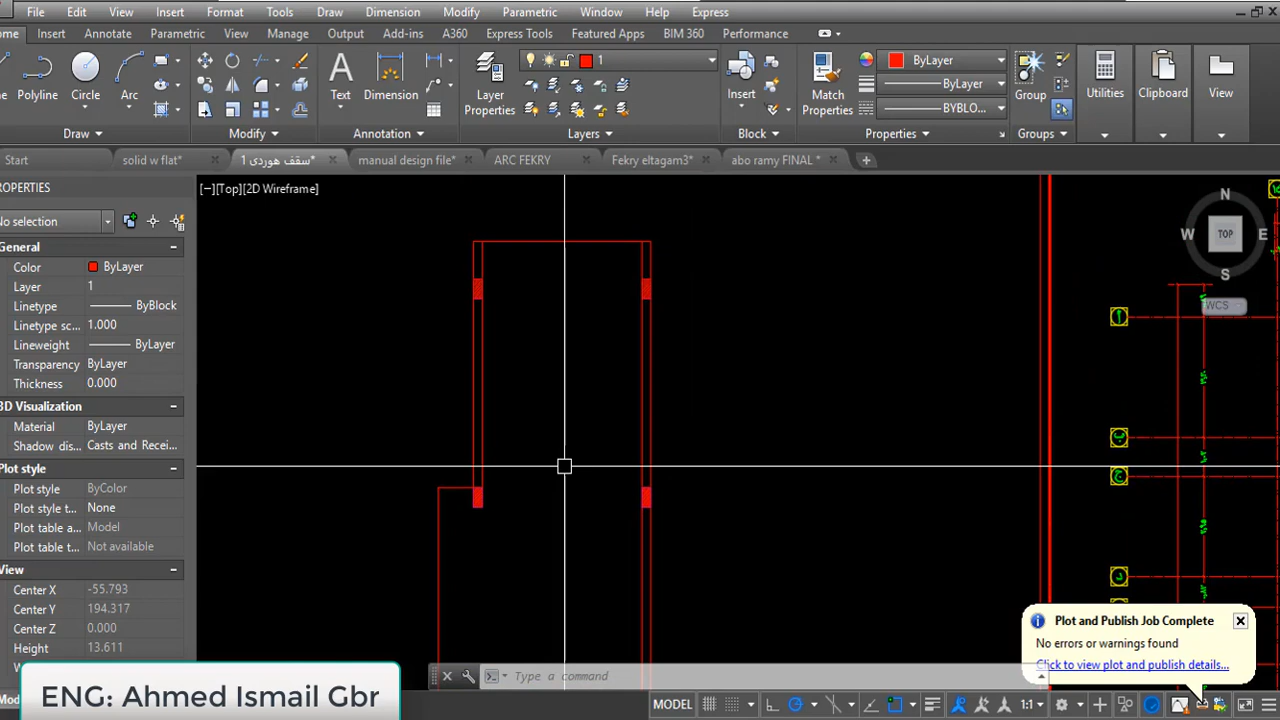 File Edit View Insert Format Tools Draw Dimension Modify Parametric Window Help Express
Insert Annotate Parametric View Manage Output Add-ins A360 Express Tools Featured Apps BIM 360 Performance
Polyline Circle Arc
Text Dimension
Layer Properties
1
Insert
Match Properties
ByLayer
ByLayer
BYBLO...
Group
Utilities Clipboard View
Draw Modify Annotation Layers Block Properties Groups
Start solid w flat* سقف هوردى 1* manual design file* ARC FEKRY Fekry eltagam3* abo ramy FINAL *
PROPERTIES
No selection
[−][Top][2D Wireframe]
General
Color ByLayer
Layer 1
Linetype ByBlock
Linetype sc... 1.000
Lineweight ByLayer
Transparency ByLayer
Thickness 0.000
3D Visualization
Material ByLayer
Shadow dis... Casts and Recei...
Plot style
Plot style ByColor
Plot style t... None
Plot table a... Model
Plot table t... Not available
View
Center X -55.793
Center Y 194.317
Center Z 0.000
Height 13.611
N
W TOP E
S
WCS
أ
ب
ج
د
Plot and Publish Job Complete
No errors or warnings found
Click to view plot and publish details...
Type a command
MODEL 1:1
ENG: Ahmed Ismail Gbr